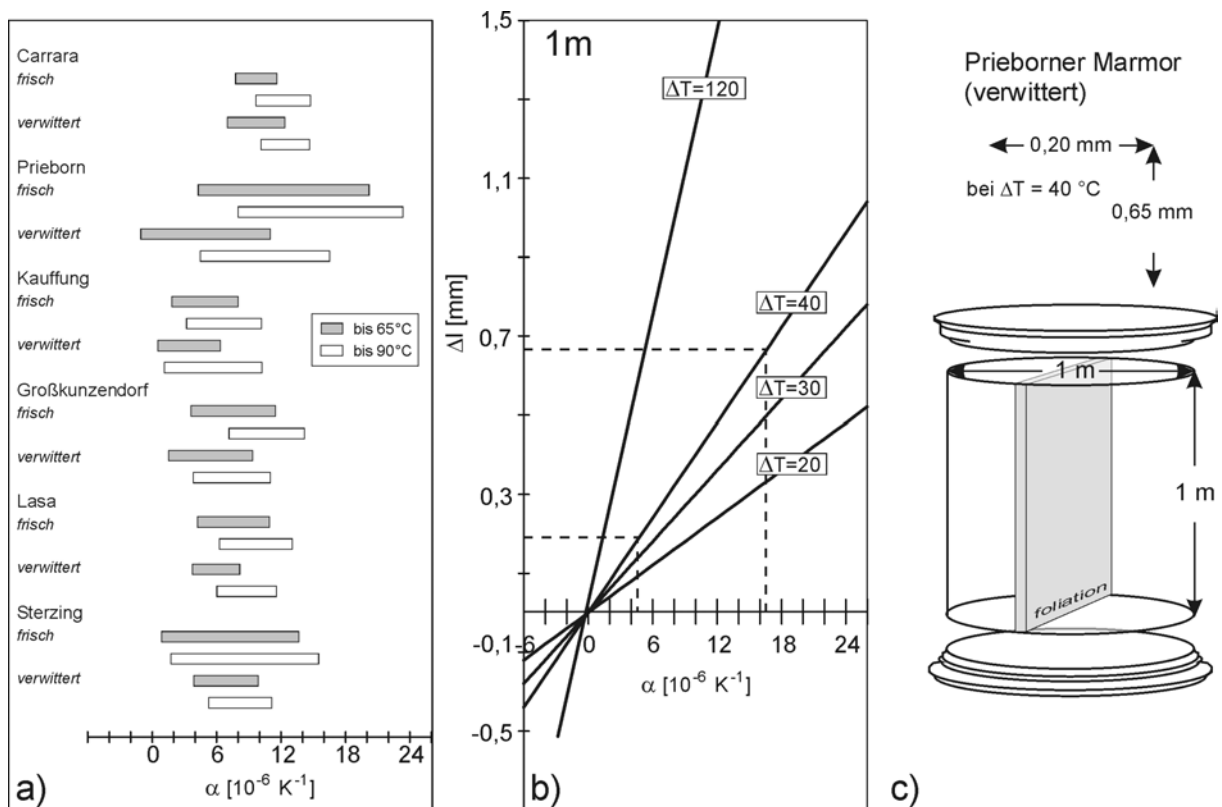 Carrara
frisch
verwittert
Prieborn
frisch
verwittert
Kauffung
frisch
verwittert
Großkunzendorf
frisch
verwittert
Lasa
frisch
verwittert
Sterzing
frisch
verwittert
bis 65°C
bis 90°C
0 6 12 18 24
α [10⁻⁶ K⁻¹]
a)
1m
1,5
1,1
0,7
0,3
-0,1
-0,5
Δl [mm]
ΔT=120
ΔT=40
ΔT=30
ΔT=20
-6 0 6 12 18 24
α [10⁻⁶ K⁻¹]
b)
Prieborner Marmor
(verwittert)
0,20 mm
bei ΔT = 40 °C
0,65 mm
1 m
1 m
foliation
c)